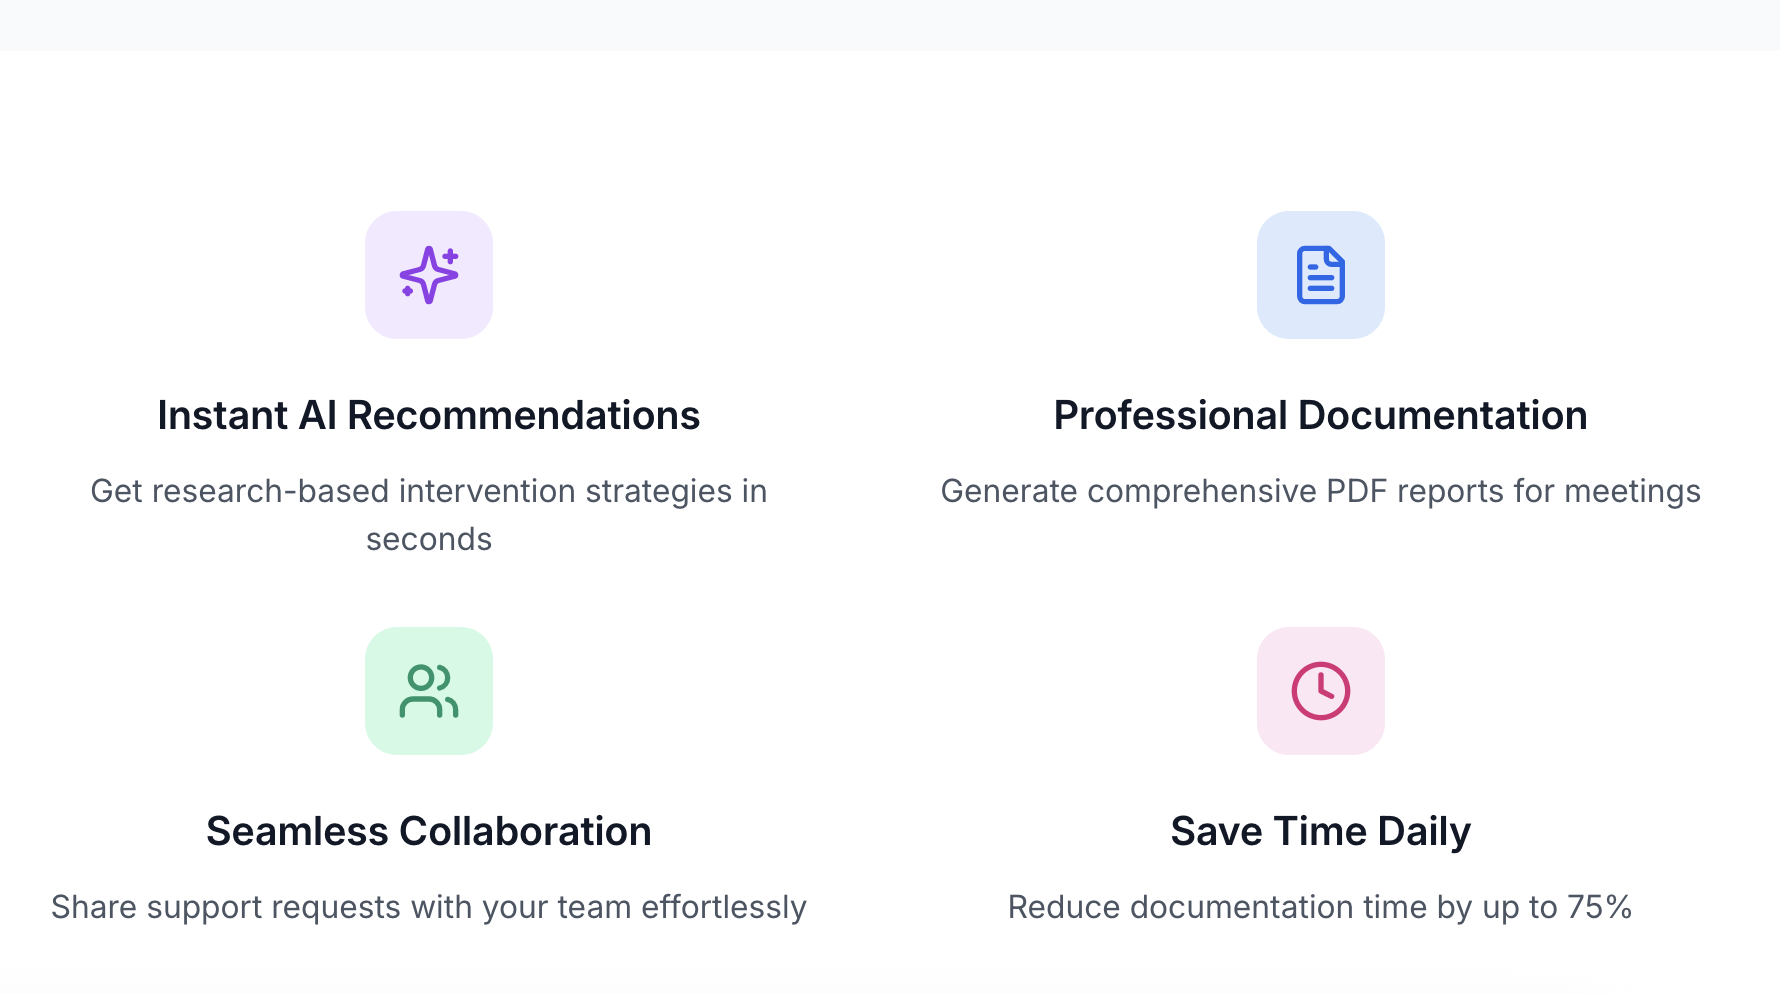 Instant AI Recommendations
Get research-based intervention strategies in
seconds
Professional Documentation
Generate comprehensive PDF reports for meetings
Seamless Collaboration
Share support requests with your team effortlessly
Save Time Daily
Reduce documentation time by up to 75%